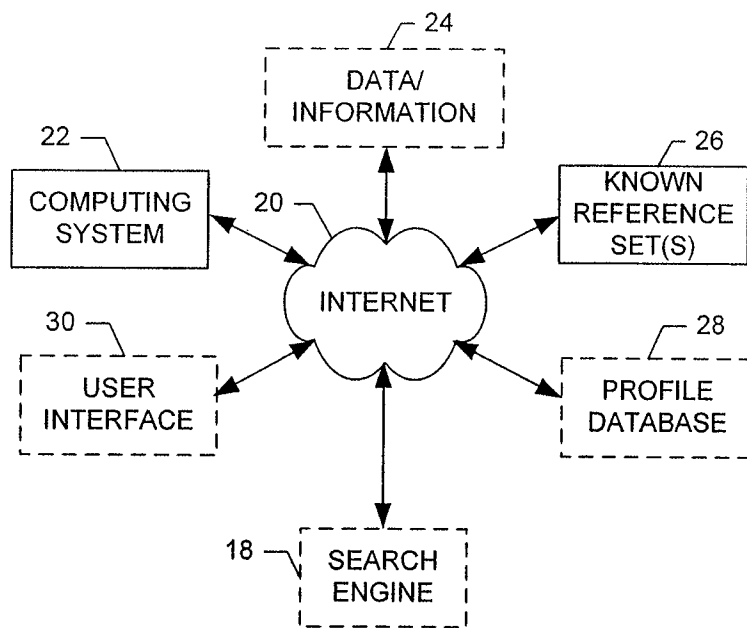 24
DATA/
INFORMATION
22
COMPUTING
SYSTEM
20
26
KNOWN
REFERENCE
SET(S)
INTERNET
30
USER
INTERFACE
28
PROFILE
DATABASE
18
SEARCH
ENGINE